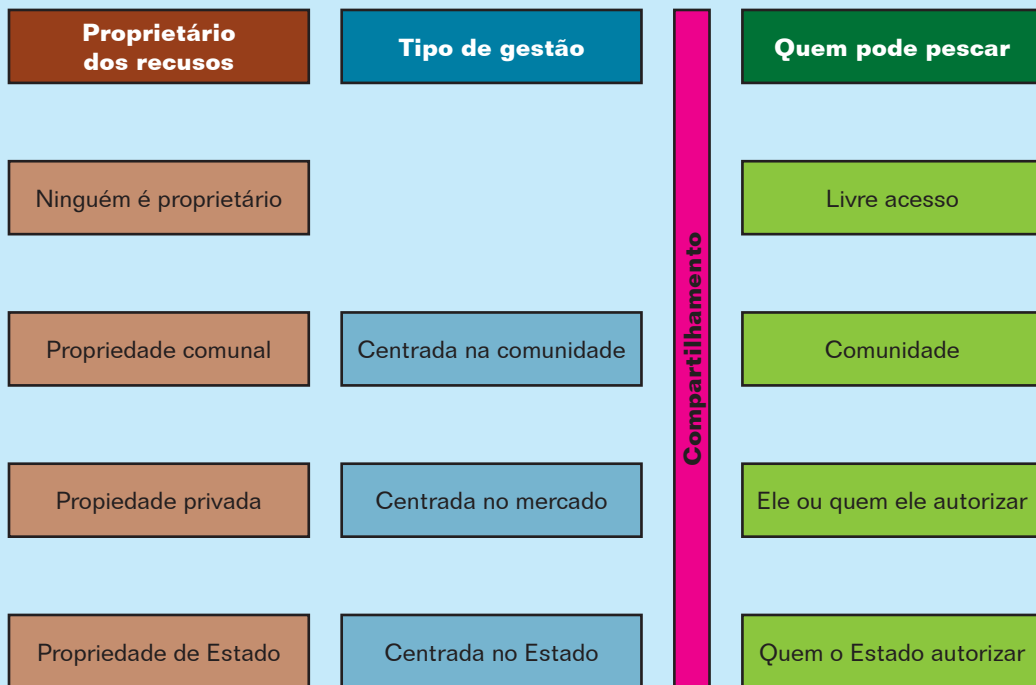 Proprietário
dos recusos
Tipo de gestão
Quem pode pescar
Ninguém é proprietário
Livre acesso
Compartilhamento
Propriedade comunal
Centrada na comunidade
Comunidade
Propiedade privada
Centrada no mercado
Ele ou quem ele autorizar
Propriedade de Estado
Centrada no Estado
Quem o Estado autorizar